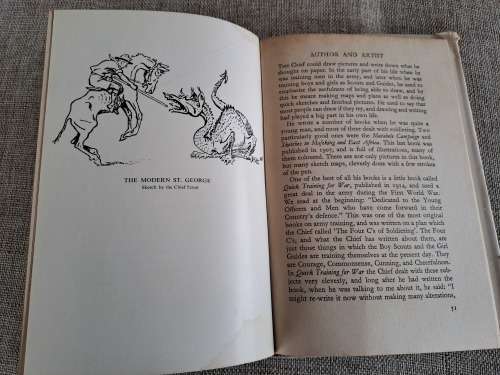 THE MODERN ST. GEORGE
Sketch by the Chief Scout
AUTHOR AND ARTIST
The Chief could draw pictures and write down what he
thought on paper. In the early part of his life when he
was training men in the army, and later when he was
training boys and girls as Scouts and Guides, he used to
emphasize the usefulness of being able to draw, and by
this he meant making maps and plans as well as doing
quick sketches and finished pictures. He used to say that
most people can draw if they try, and drawing and writing
had played a big part in his own life.
He wrote a number of books when he was quite a
young man, and most of these dealt with soldiering. Two
particularly good ones were the Matabele Campaign and
Sketches in Mafeking and East Africa. This last book was
published in 1907, and is full of illustrations, many of
them coloured. There are not only pictures in this book,
but many sketch maps, cleverly done with a few strokes
of the pen.
One of the best of all his books is a little book called
Quick Training for War, published in 1914, and used a
great deal in the army during the First World War.
We read at the beginning: "Dedicated to the Young
Officers and Men who have come forward in their
Country's defence." This was one of the most original
books on army training, and was written on a plan which
the Chief called "The Four C's of Soldiering". The Four
C's, and what the Chief has written about them, are
just those things in which the Boy Scouts and the Girl
Guides are training themselves at the present day. They
are Courage, Commonsense, Cunning, and Cheerfulness.
In Quick Training for War the Chief dealt with these sub-
jects very cleverly, and long after he had written the
book, when he was talking to me about it, he said: "I
might re-write it now without making many alterations,
51